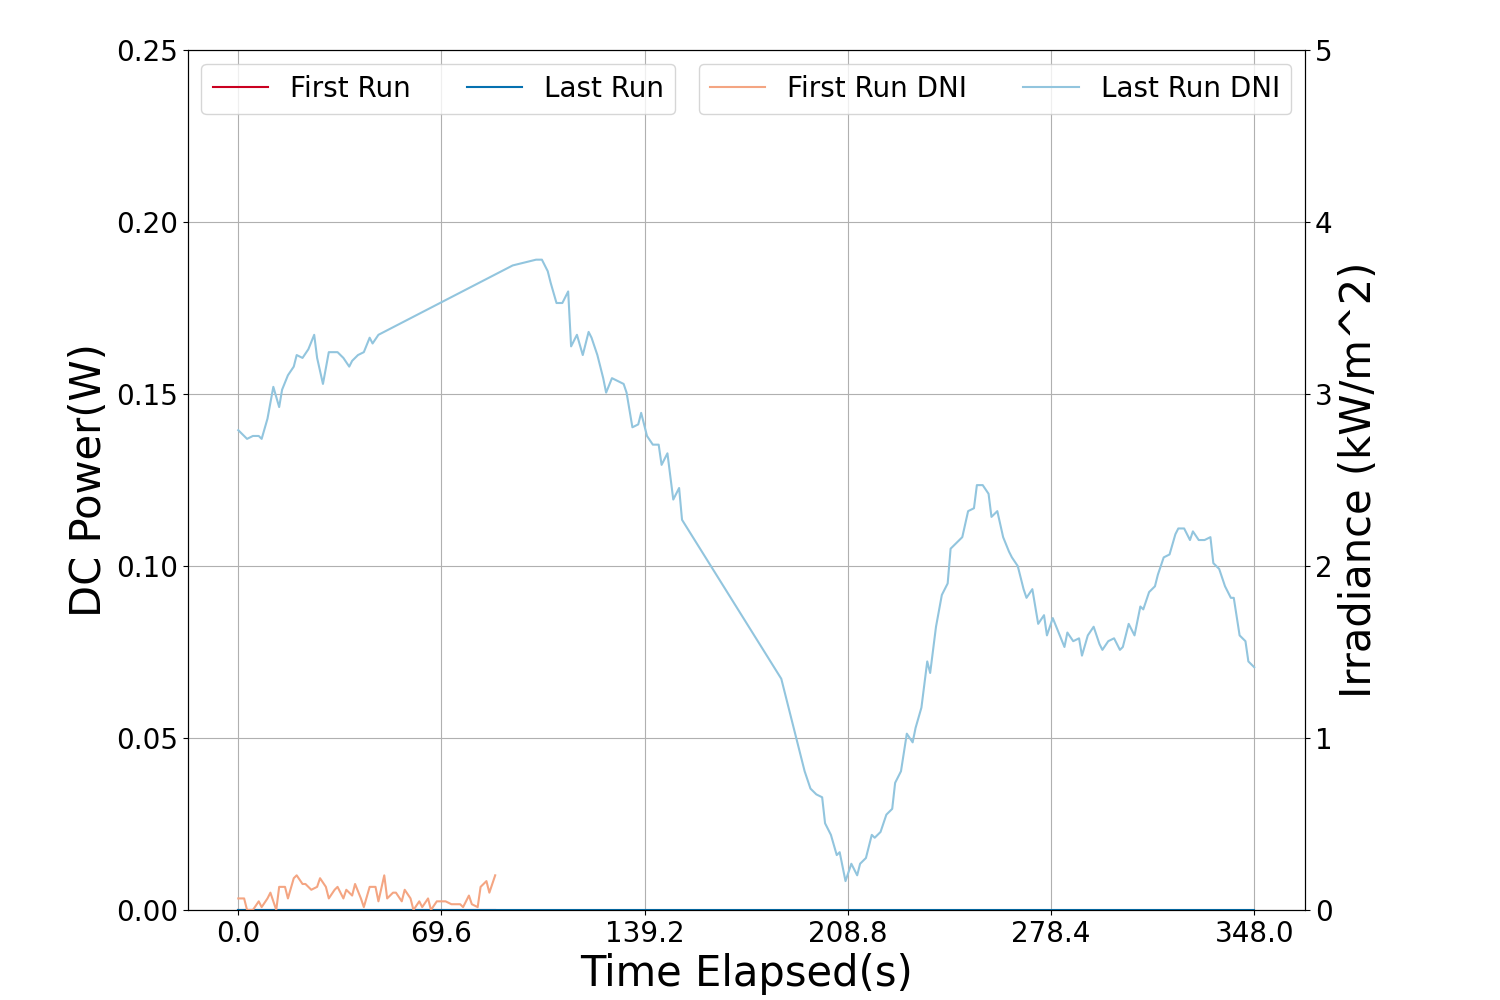 First Run
Last Run
First Run DNI
Last Run DNI
DC Power(W)
0.25
0.20
0.15
0.10
0.05
0.00
5
4
3
2
1
0
Irradiance (kW/m^2)
0.0
69.6
139.2
208.8
278.4
348.0
Time Elapsed(s)